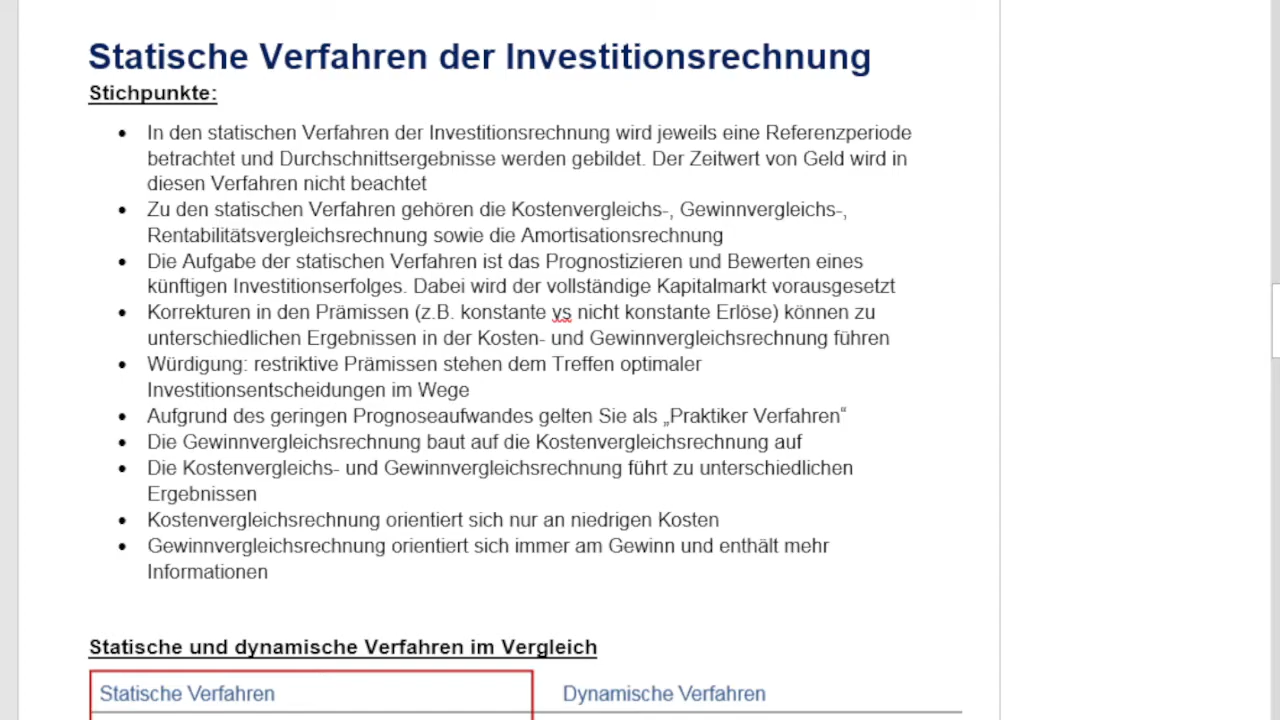 Statische Verfahren der Investitionsrechnung
Stichpunkte:
• In den statischen Verfahren der Investitionsrechnung wird jeweils eine Referenzperiode
betrachtet und Durchschnittsergebnisse werden gebildet. Der Zeitwert von Geld wird in
diesen Verfahren nicht beachtet
• Zu den statischen Verfahren gehören die Kostenvergleichs-, Gewinnvergleichs-,
Rentabilitätsvergleichsrechnung sowie die Amortisationsrechnung
• Die Aufgabe der statischen Verfahren ist das Prognostizieren und Bewerten eines
künftigen Investitionserfolges. Dabei wird der vollständige Kapitalmarkt vorausgesetzt
• Korrekturen in den Prämissen (z.B. konstante vs nicht konstante Erlöse) können zu
unterschiedlichen Ergebnissen in der Kosten- und Gewinnvergleichsrechnung führen
• Würdigung: restriktive Prämissen stehen dem Treffen optimaler
Investitionsentscheidungen im Wege
• Aufgrund des geringen Prognoseaufwandes gelten Sie als „Praktiker Verfahren“
• Die Gewinnvergleichsrechnung baut auf die Kostenvergleichsrechnung auf
• Die Kostenvergleichs- und Gewinnvergleichsrechnung führt zu unterschiedlichen
Ergebnissen
• Kostenvergleichsrechnung orientiert sich nur an niedrigen Kosten
• Gewinnvergleichsrechnung orientiert sich immer am Gewinn und enthält mehr
Informationen
Statische und dynamische Verfahren im Vergleich
Statische Verfahren Dynamische Verfahren